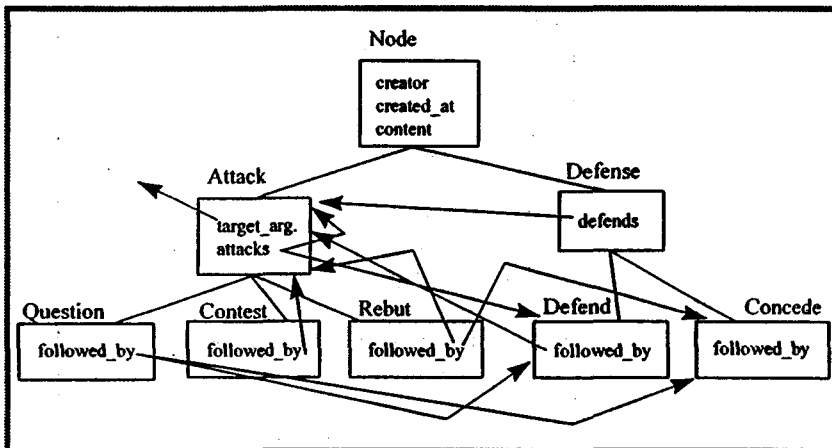 Node
creator
created_at
content
Attack
Defense
target_arg.
attacks
defends
Question
Contest
Rebut
Defend
Concede
followed_by
followed_by
followed_by
followed_by
followed_by